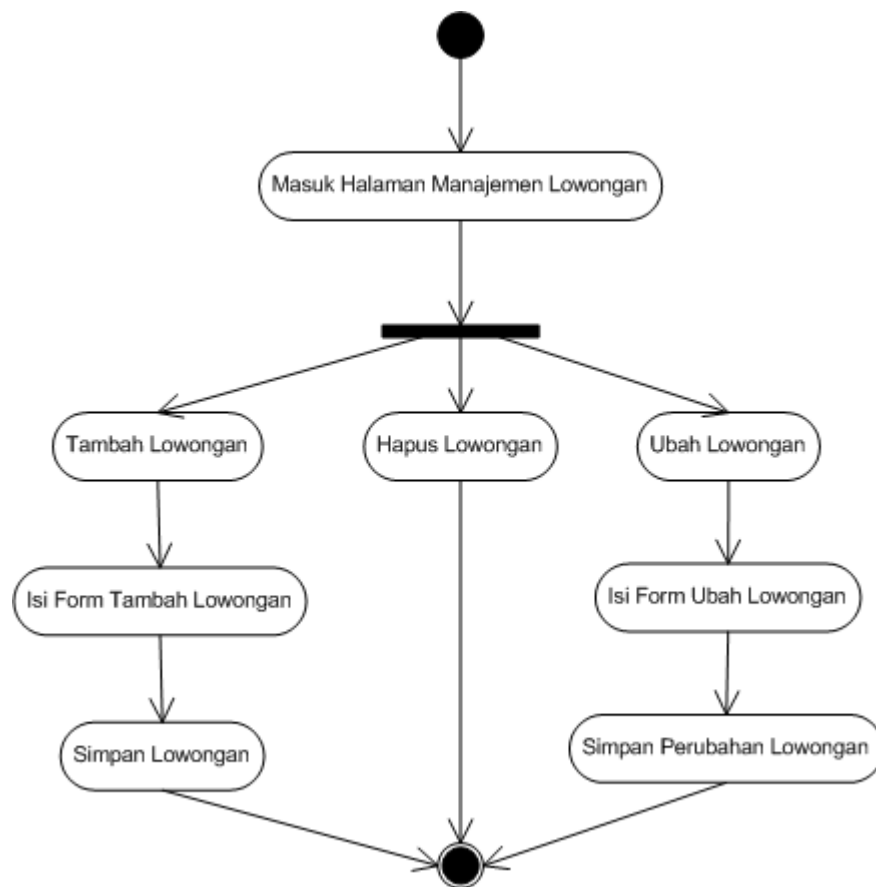 Masuk Halaman Manajemen Lowongan
Tambah Lowongan
Hapus Lowongan
Ubah Lowongan
Isi Form Tambah Lowongan
Isi Form Ubah Lowongan
Simpan Lowongan
Simpan Perubahan Lowongan